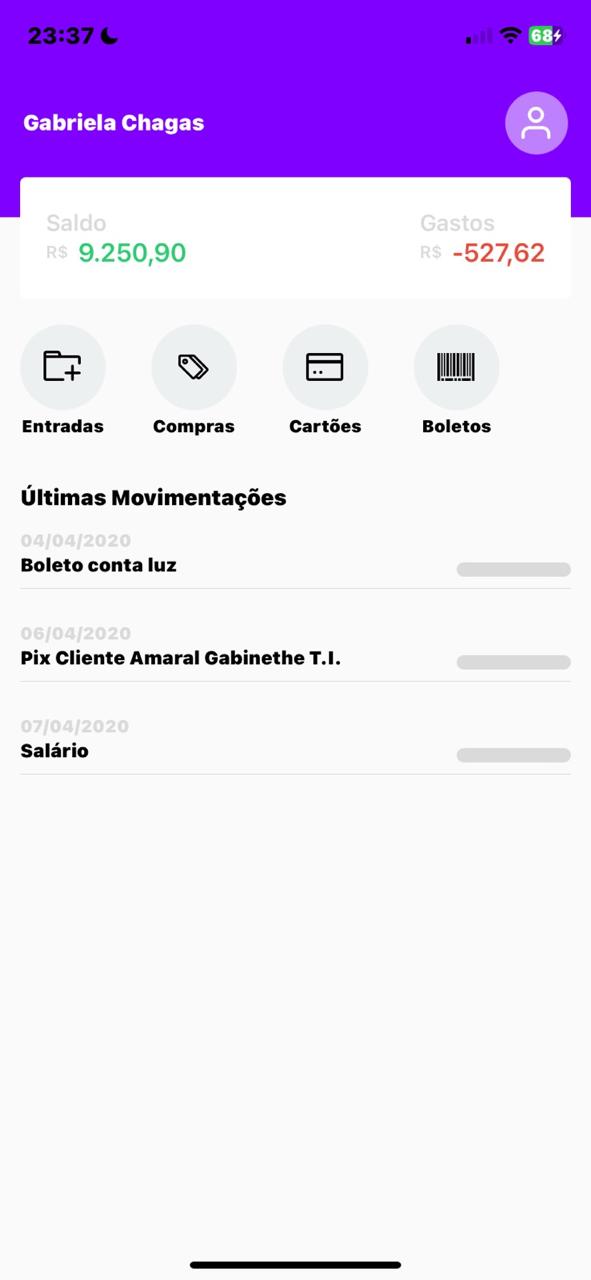 23:37
68
Gabriela Chagas
Saldo Gastos
R$ 9.250,90 R$ -527,62
Entradas Compras Cartões Boletos
Últimas Movimentações
04/04/2020
Boleto conta luz
06/04/2020
Pix Cliente Amaral Gabinethe T.I.
07/04/2020
Salário